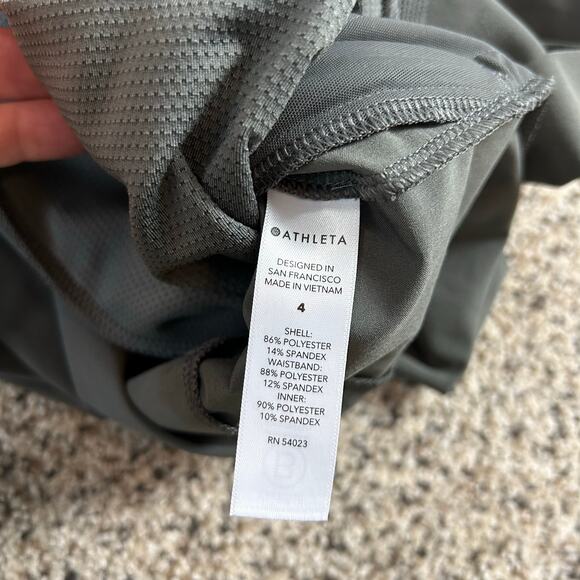 ATHLETA
DESIGNED IN
SAN FRANCISCO
MADE IN VIETNAM
4
SHELL:
86% POLYESTER
14% SPANDEX
WAISTBAND:
88% POLYESTER
12% SPANDEX
INNER:
90% POLYESTER
10% SPANDEX
RN 54023
B